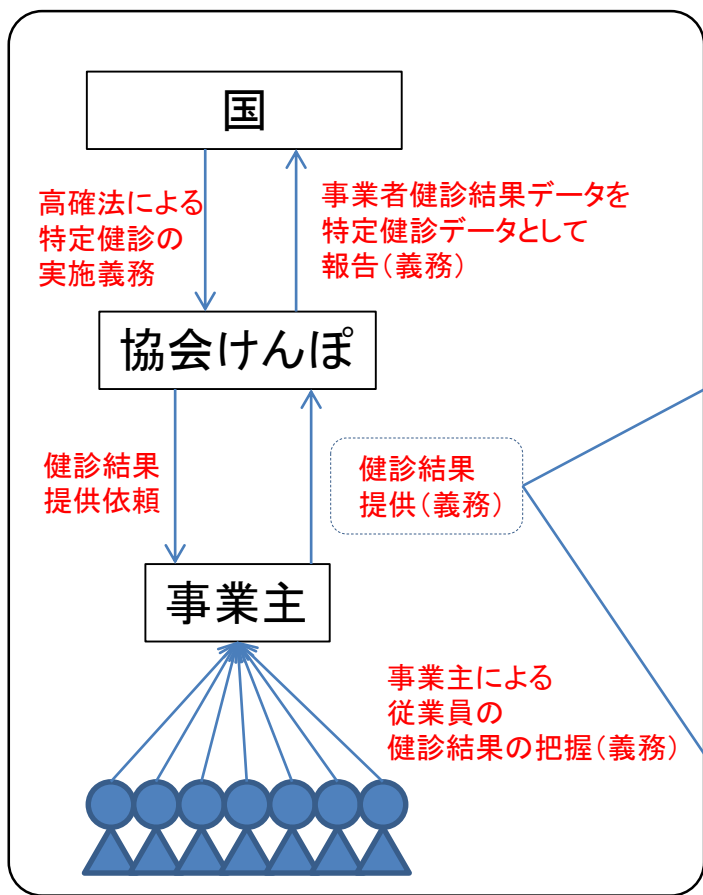 国
高確法による
特定健診の
実施義務
事業者健診結果データを
特定健診データとして
報告（義務）
協会けんぽ
健診結果
提供依頼
健診結果
提供（義務）
事業主
事業主による
従業員の
健診結果の把握（義務）